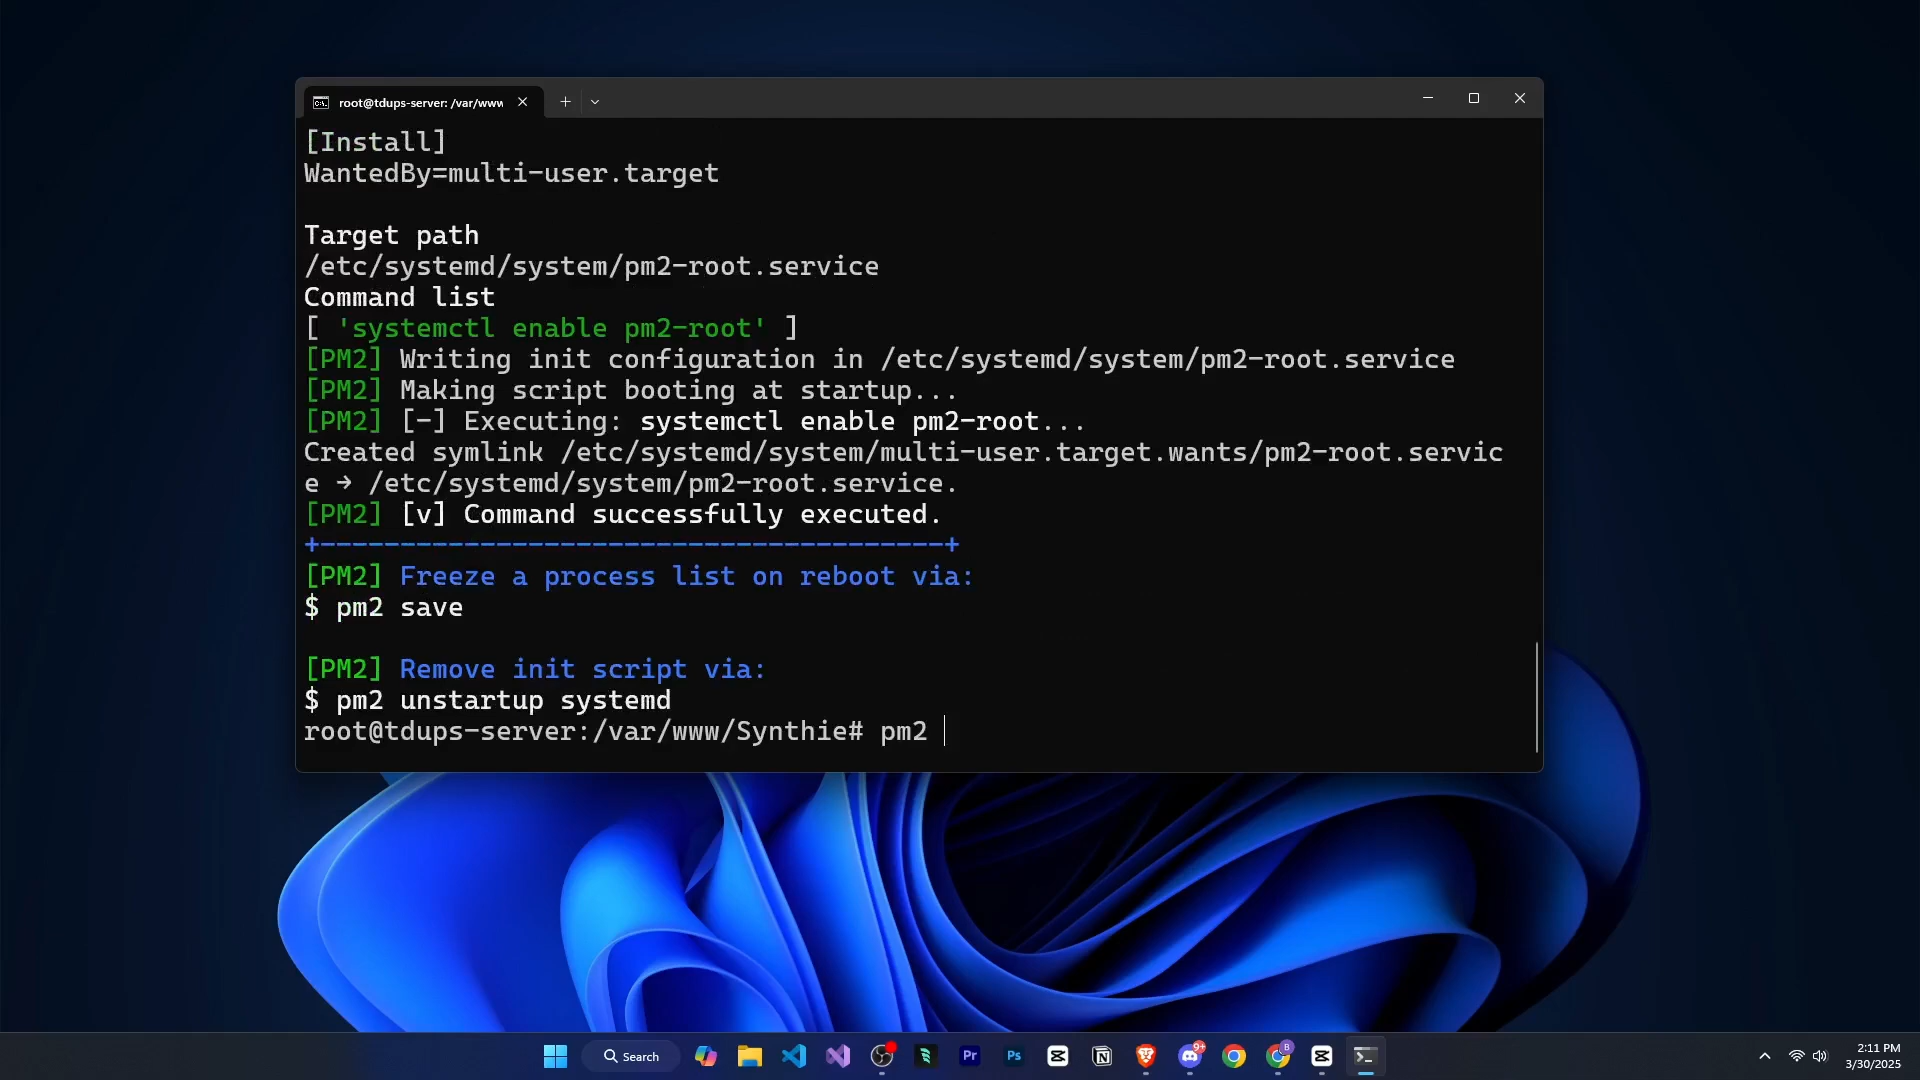 root@tdups-server: /var/www
[Install]
WantedBy=multi-user.target
Target path
/etc/systemd/system/pm2-root.service
Command list
[ 'systemctl enable pm2-root' ]
[PM2] Writing init configuration in /etc/systemd/system/pm2-root.service
[PM2] Making script booting at startup...
[PM2] [-] Executing: systemctl enable pm2-root...
Created symlink /etc/systemd/system/multi-user.target.wants/pm2-root.servic
e → /etc/systemd/system/pm2-root.service.
[PM2] [v] Command successfully executed.
+---------------------------------------+
[PM2] Freeze a process list on reboot via:
$ pm2 save
[PM2] Remove init script via:
$ pm2 unstartup systemd
root@tdups-server:/var/www/Synthie# pm2
Search
Pr
Ps
9+
B
2:11 PM
3/30/2025